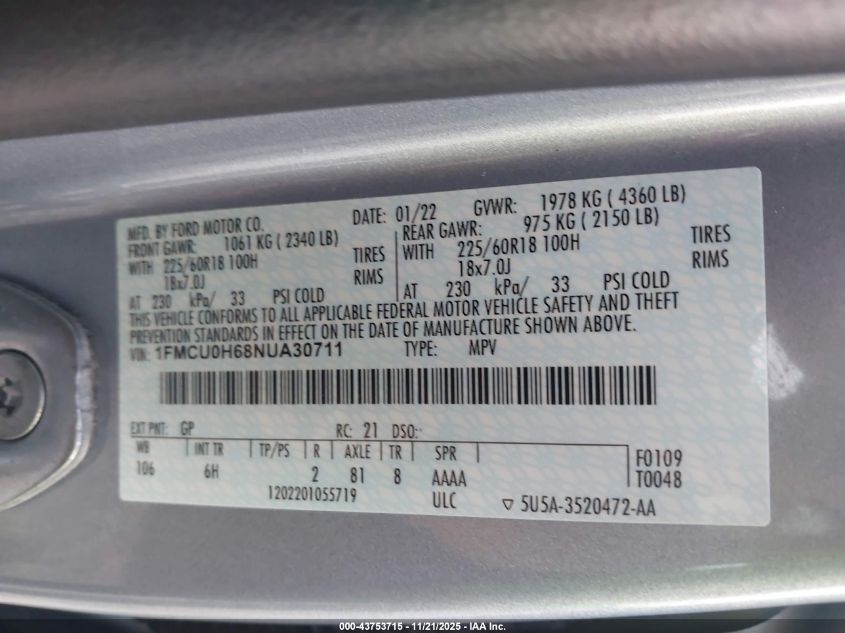 MFD. BY FORD MOTOR CO. DATE: 01/22 GVWR: 1978 KG ( 4360 LB)
FRONT GAWR: 1061 KG ( 2340 LB) REAR GAWR: 975 KG ( 2150 LB)
WITH 225/60R18 100H TIRES WITH 225/60R18 100H TIRES
18x7.0J RIMS 18x7.0J RIMS
AT 230 kPa/ 33 PSI COLD AT 230 kPa/ 33 PSI COLD
THIS VEHICLE CONFORMS TO ALL APPLICABLE FEDERAL MOTOR VEHICLE SAFETY AND THEFT
PREVENTION STANDARDS IN EFFECT ON THE DATE OF MANUFACTURE SHOWN ABOVE.
VIN: 1FMCU0H68NUA30711 TYPE: MPV
EXT PNT: GP RC: 21 DSO:
WB INT TR TP/PS R AXLE TR SPR
106 6H 2 81 8 AAAA
F0109
T0048
1202201055719 ULC ▽ 5U5A-3520472-AA
000-43753715 - 11/21/2025 - IAA Inc.